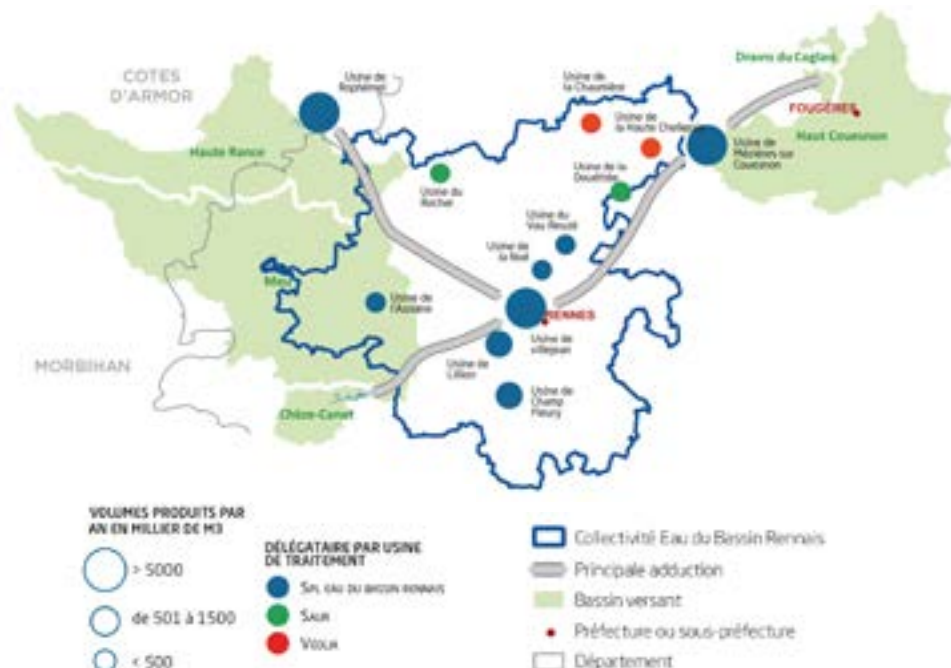 COTES
D'ARMOR
Usine de
Rophémel
Haute Rance
Usine du
Rocher
Usine de
la Chaumière
Usine de
la Haute
Usine de la
Drains du Coglais
FOUGÈRES
Haut Couesnon
Usine de
Mézières sur
Couesnon
Usine du
Vau Reuzé
Usine de
la Noë
Meu
Usine de
RENNES
Usine de
villejean
Usine de
Lillion
Usine de
Champ
Fleury
MORBIHAN
Chèze-Canut
VOLUMES PRODUITS PAR
AN EN MILLIER DE M3
> 5000
de 501 à 1500
< 500
DÉLÉGATAIRE PAR USINE
DE TRAITEMENT
SPL EAU DU BASSIN RENNAIS
SAUR
VEOLIA
Collectivité Eau du Bassin Rennais
Principale adduction
Bassin versant
Préfecture ou sous-préfecture
Département